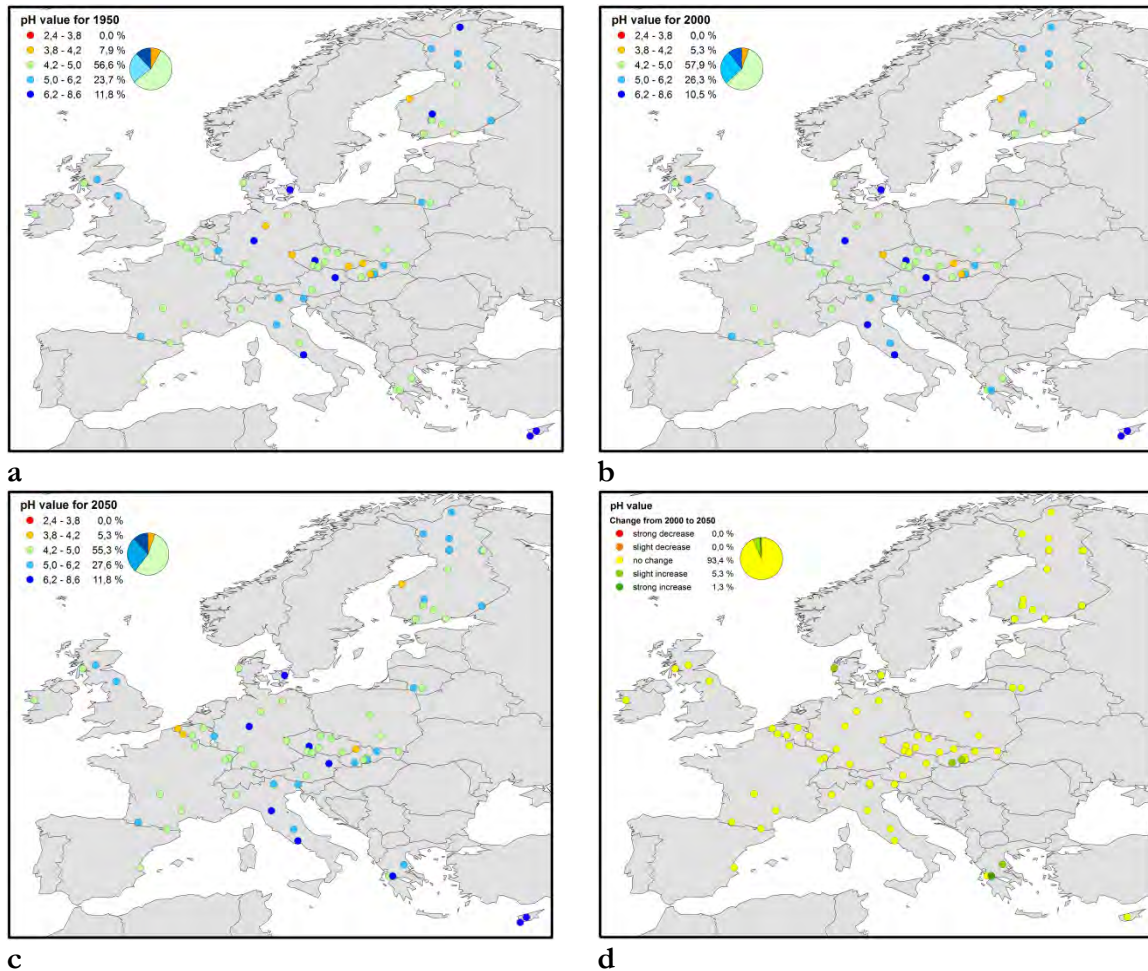 pH value for 1950
2,4 - 3,8 0,0 %
3,8 - 4,2 7,9 %
4,2 - 5,0 56,6 %
5,0 - 6,2 23,7 %
6,2 - 8,6 11,8 %
a
pH value for 2000
2,4 - 3,8 0,0 %
3,8 - 4,2 5,3 %
4,2 - 5,0 57,9 %
5,0 - 6,2 26,3 %
6,2 - 8,6 10,5 %
b
pH value for 2050
2,4 - 3,8 0,0 %
3,8 - 4,2 5,3 %
4,2 - 5,0 55,3 %
5,0 - 6,2 27,6 %
6,2 - 8,6 11,8 %
c
pH value
Change from 2000 to 2050
strong decrease 0,0 %
slight decrease 0,0 %
no change 93,4 %
slight increase 5,3 %
strong increase 1,3 %
d